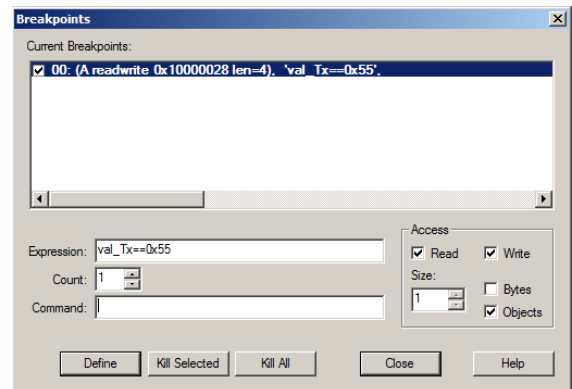 Breakpoints
Current Breakpoints:
00: (A readwrite 0x10000028 len=4), 'val_Tx==0x55',
Expression: val_Tx==0x55
Count: 1
Command:
Access
Read Write
Size:
1
Bytes
Objects
Define Kill Selected Kill All Close Help